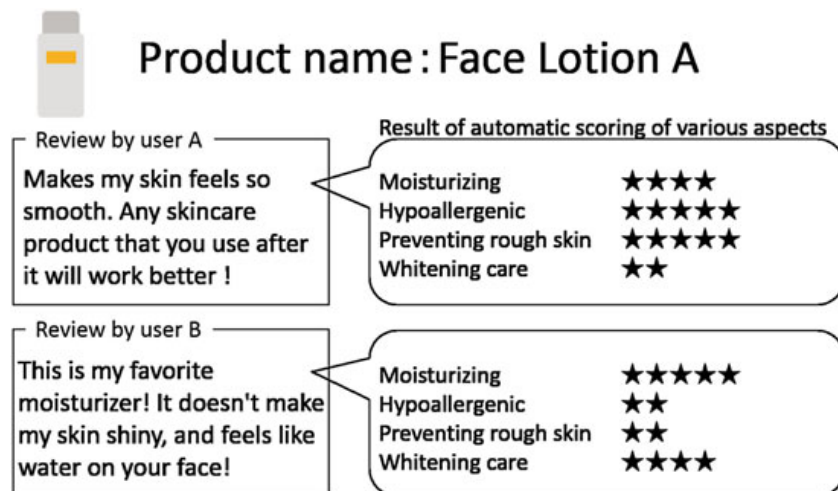 Product name : Face Lotion A
Review by user A
Makes my skin feels so
smooth. Any skincare
product that you use after
it will work better !
Result of automatic scoring of various aspects
Moisturizing ★★★★
Hypoallergenic ★★★★★
Preventing rough skin ★★★★★
Whitening care ★★
Review by user B
This is my favorite
moisturizer! It doesn't make
my skin shiny, and feels like
water on your face!
Moisturizing ★★★★★
Hypoallergenic ★★
Preventing rough skin ★★
Whitening care ★★★★